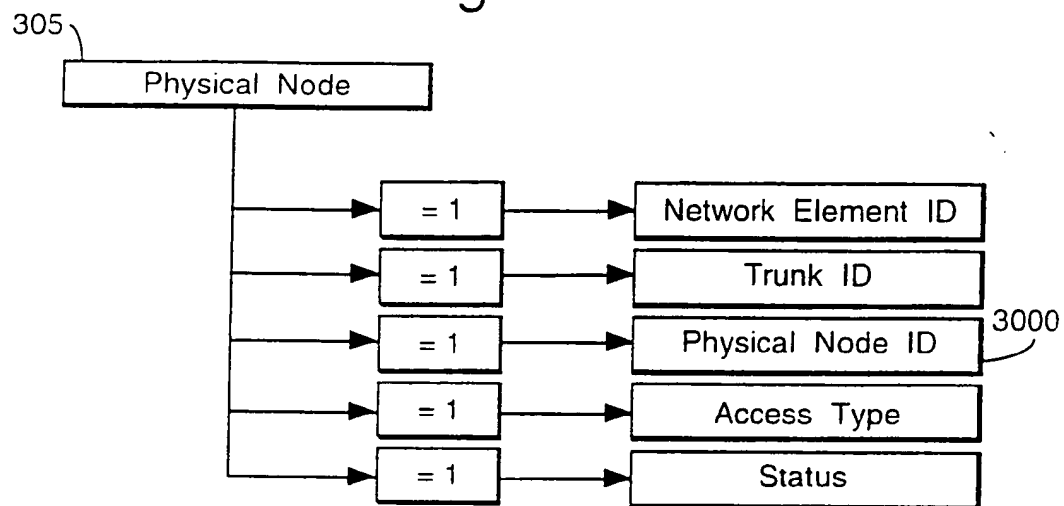 305
Physical Node
= 1 Network Element ID
= 1 Trunk ID
3000
= 1 Physical Node ID
= 1 Access Type
= 1 Status